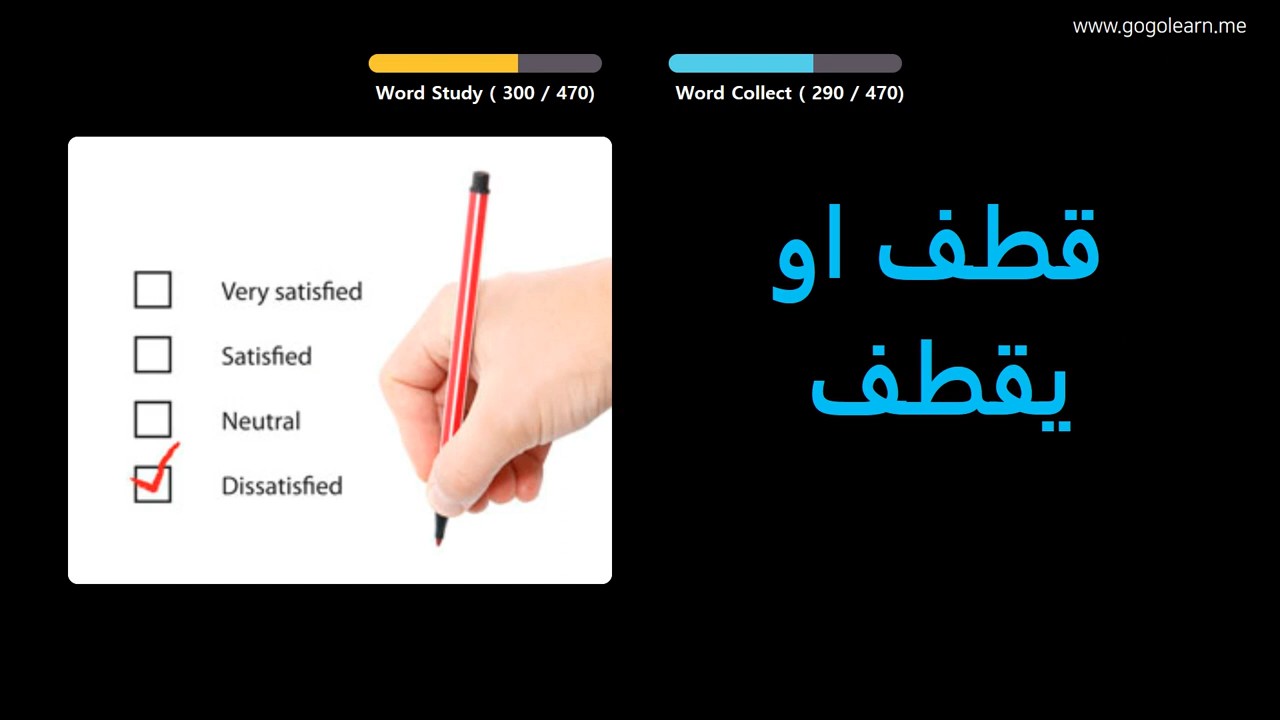 www.gogolearn.me
Word Study ( 300 / 470)
Word Collect ( 290 / 470)
Very satisfied
Satisfied
Neutral
Dissatisfied
قطف او
يقطف